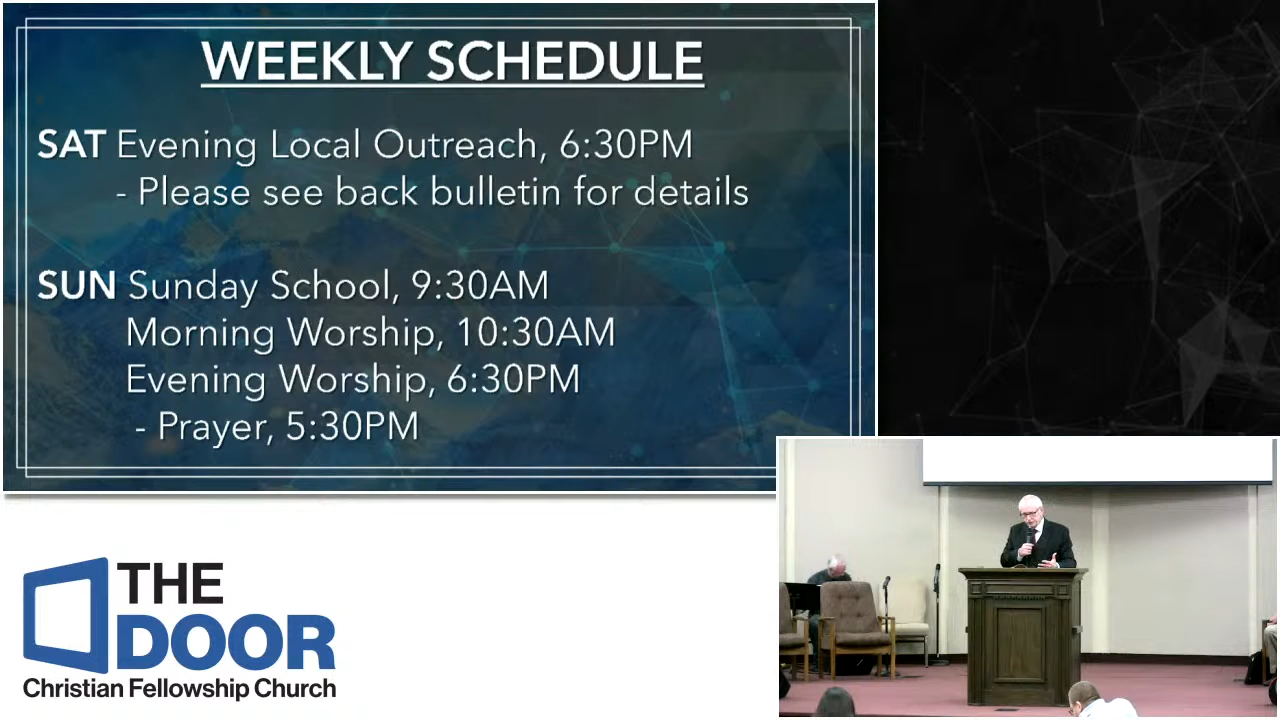 WEEKLY SCHEDULE
SAT Evening Local Outreach, 6:30PM
- Please see back bulletin for details
SUN Sunday School, 9:30AM
Morning Worship, 10:30AM
Evening Worship, 6:30PM
- Prayer, 5:30PM
THE
DOOR
Christian Fellowship Church